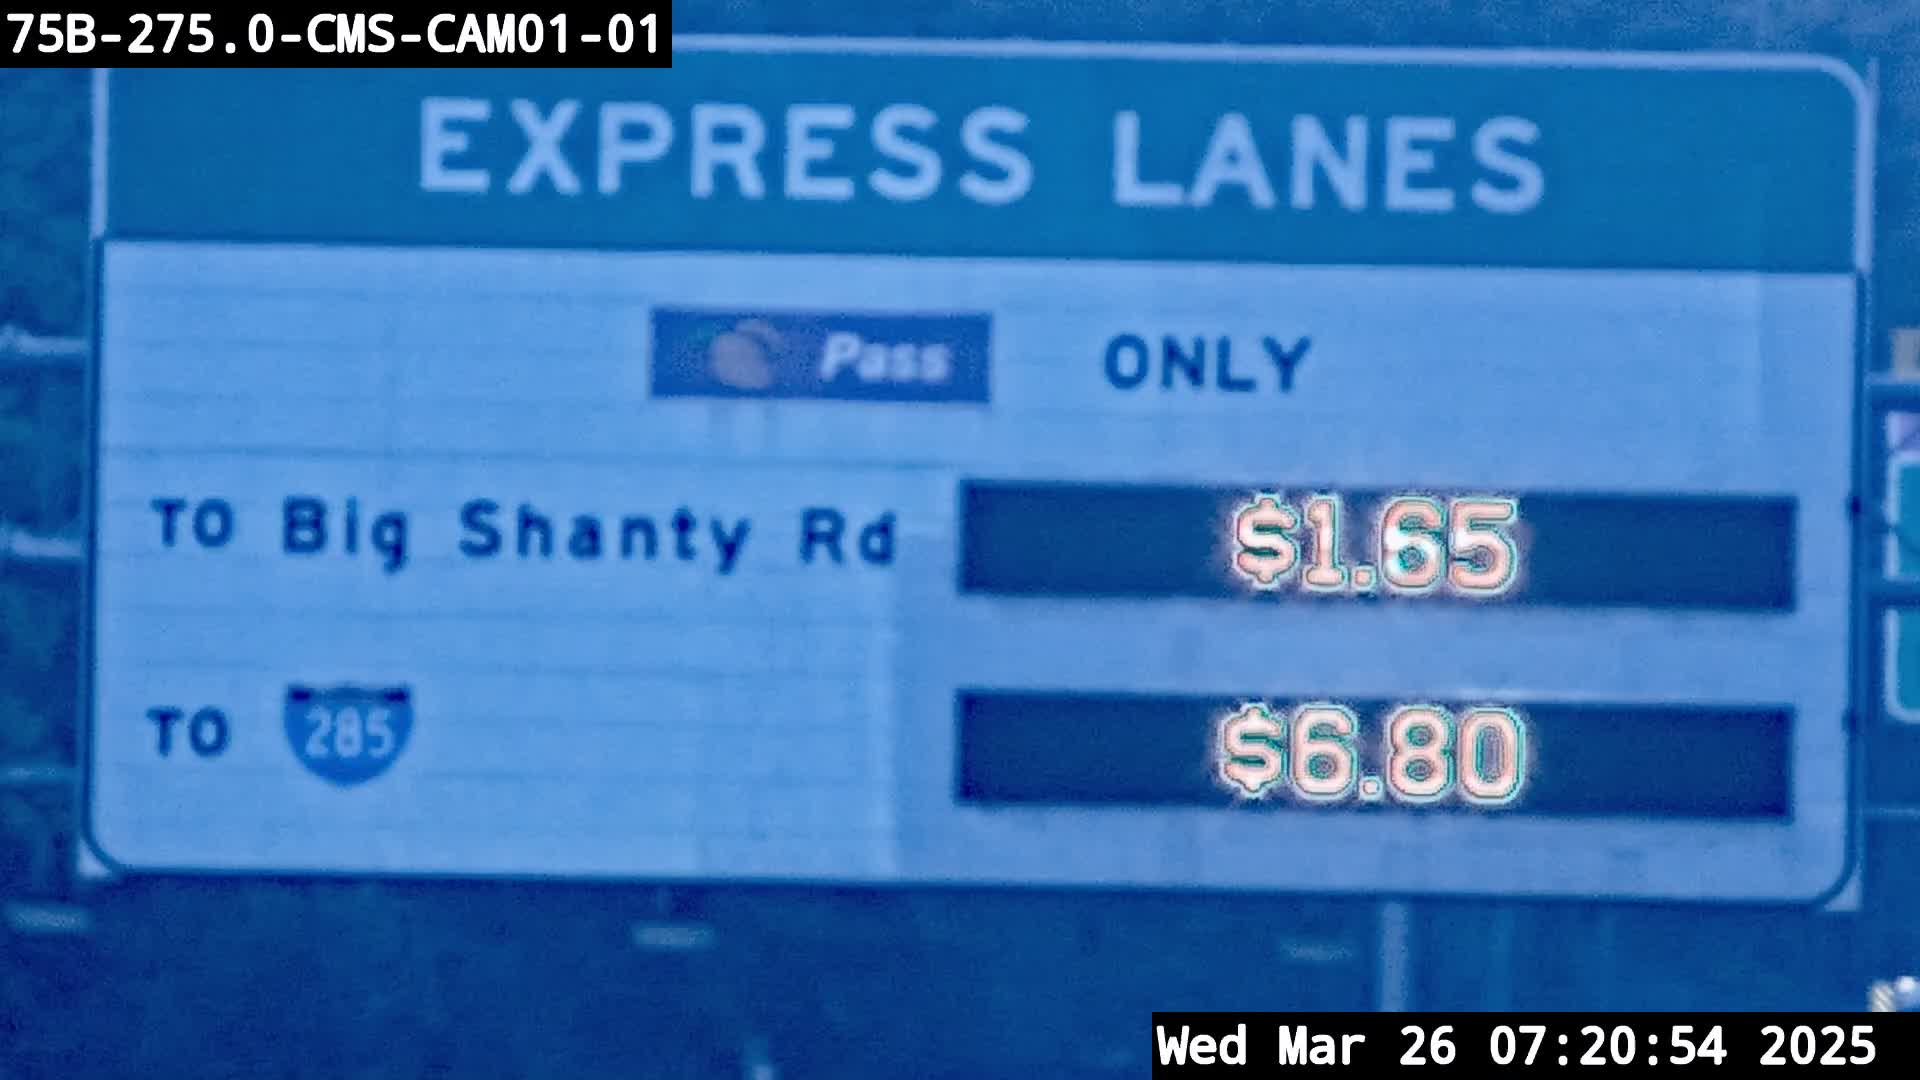 75B-275.0-CMS-CAM01-01
EXPRESS LANES
Pass ONLY
TO Big Shanty Rd $1.65
TO 285 $6.80
Wed Mar 26 07:20:54 2025